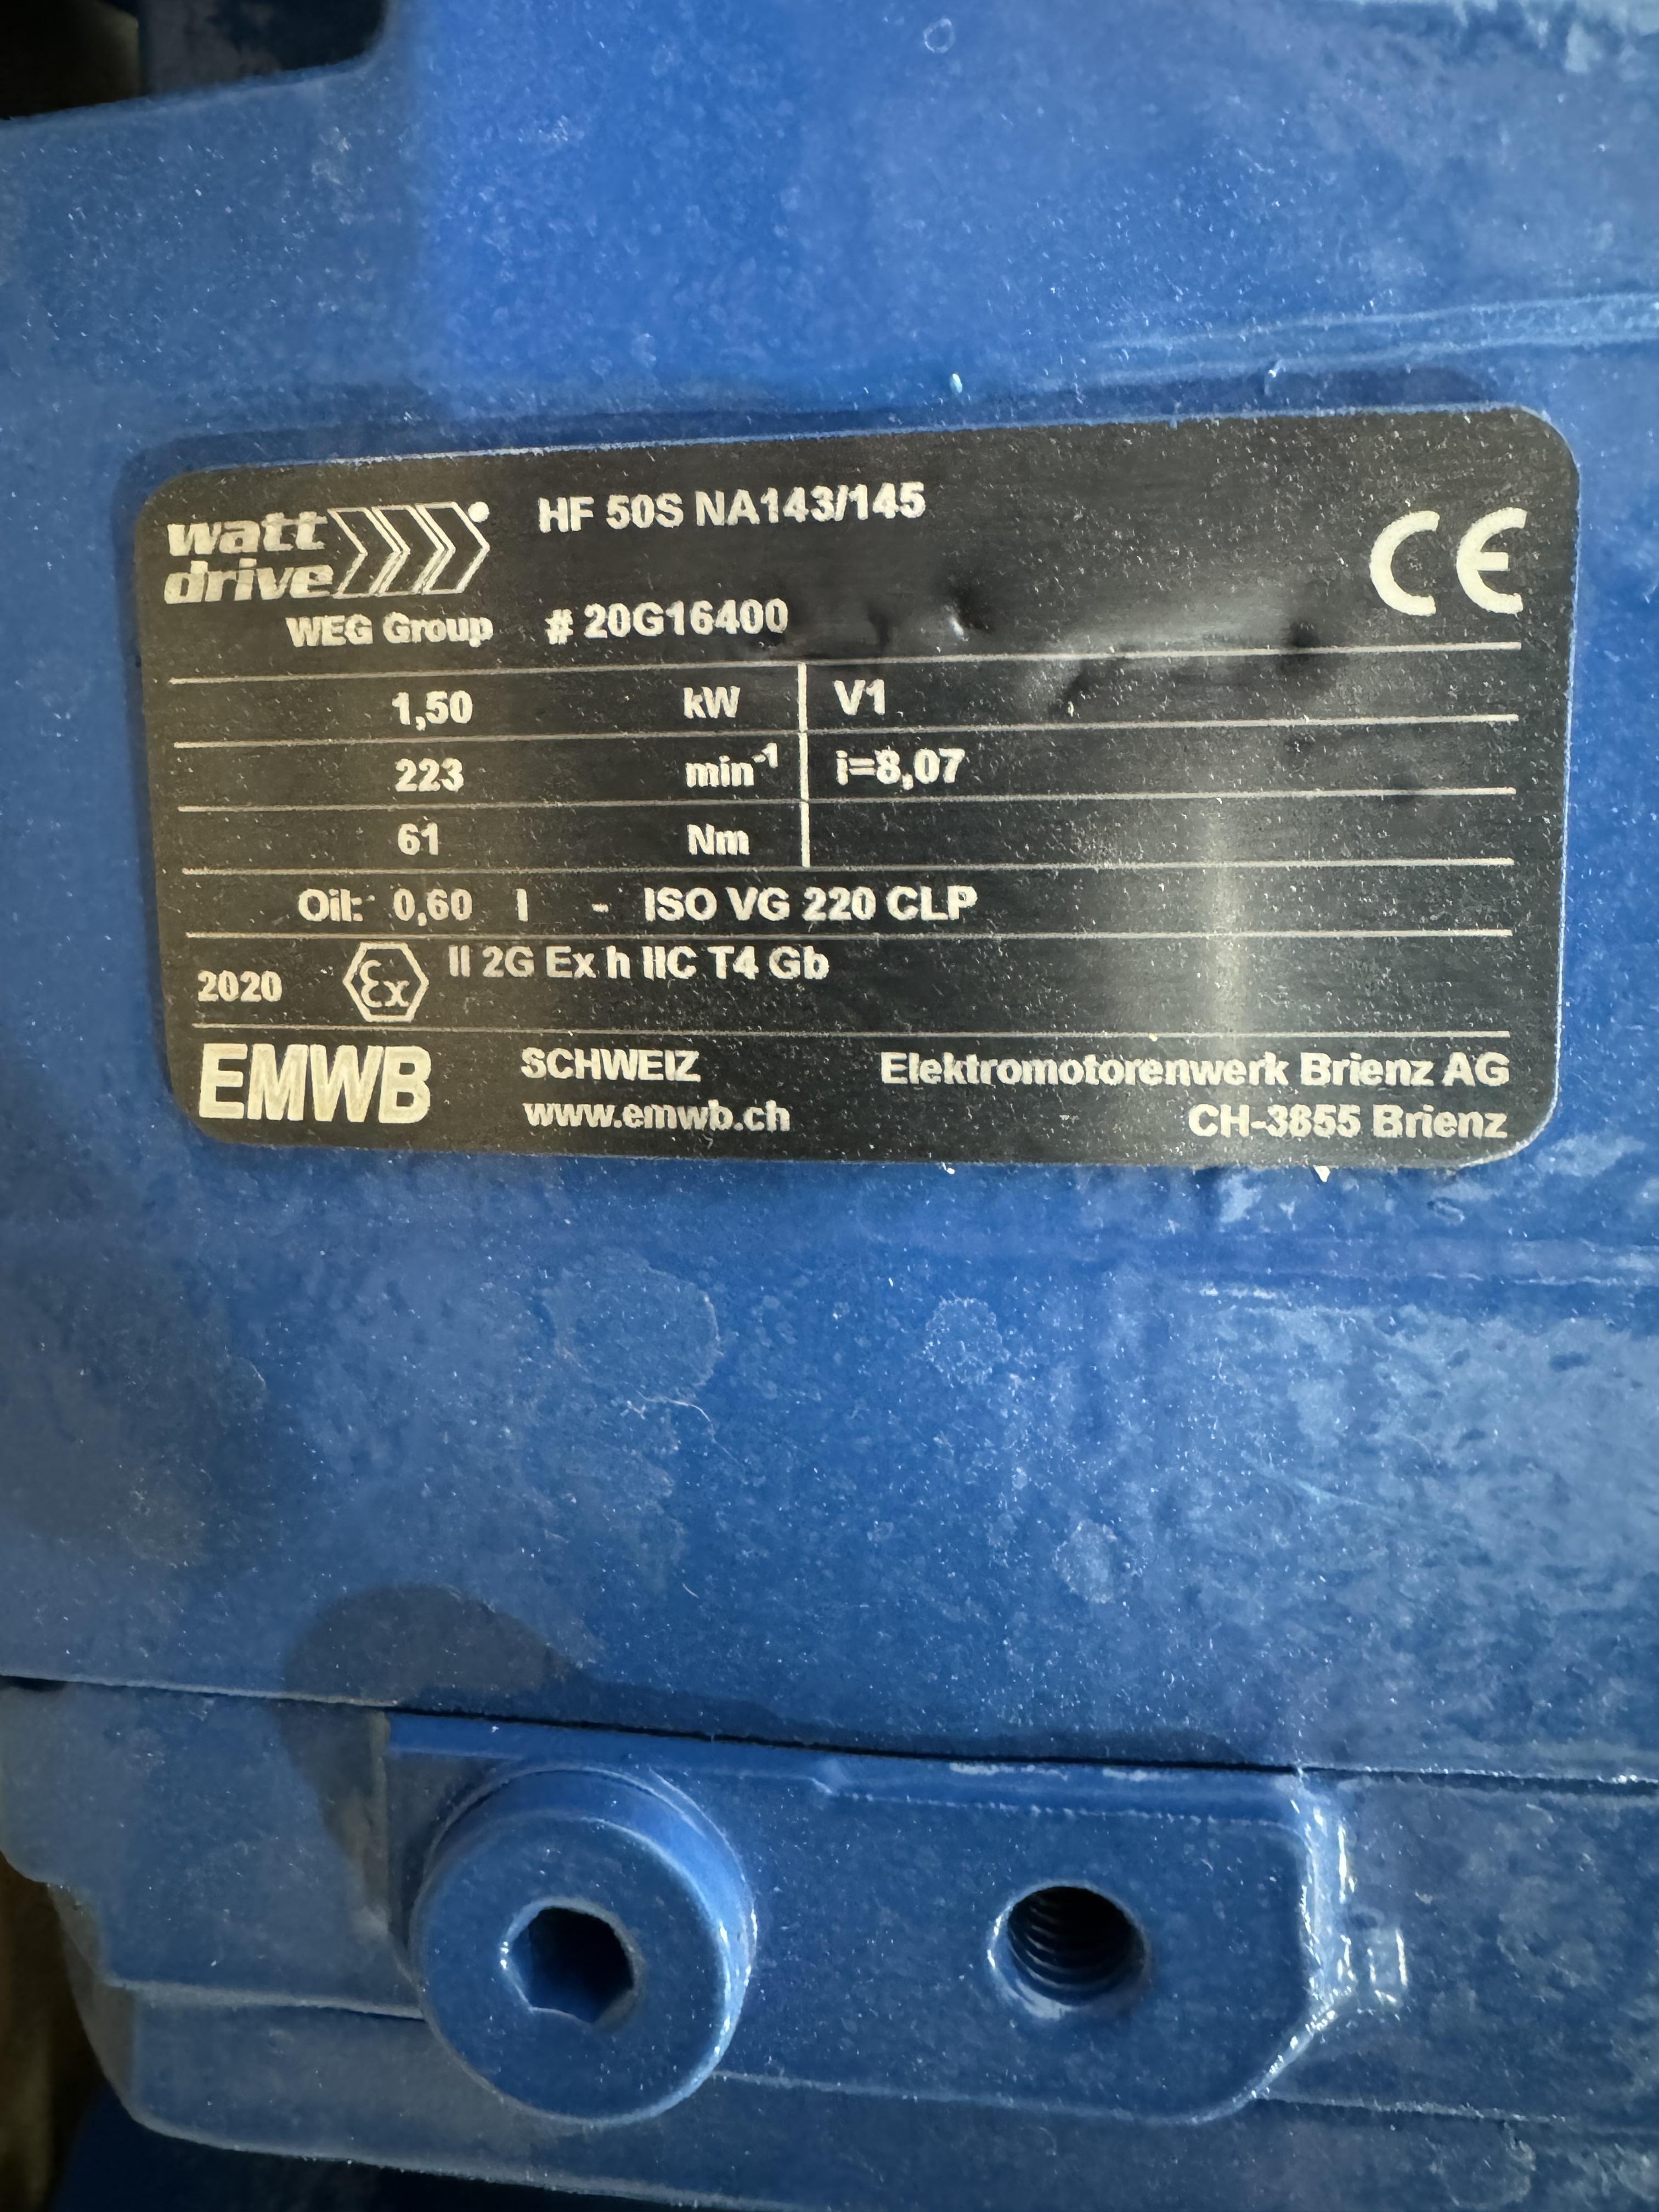 watt
drive
WEG Group
HF 50S NA143/145
# 20G16400
CE
1,50 kW V1
223 min⁻¹ i=8,07
61 Nm
Oil: 0,60 l - ISO VG 220 CLP
2020 Ex II 2G Ex h IIC T4 Gb
EMWB SCHWEIZ Elektromotorenwerk Brienz AG
www.emwb.ch CH-3855 Brienz